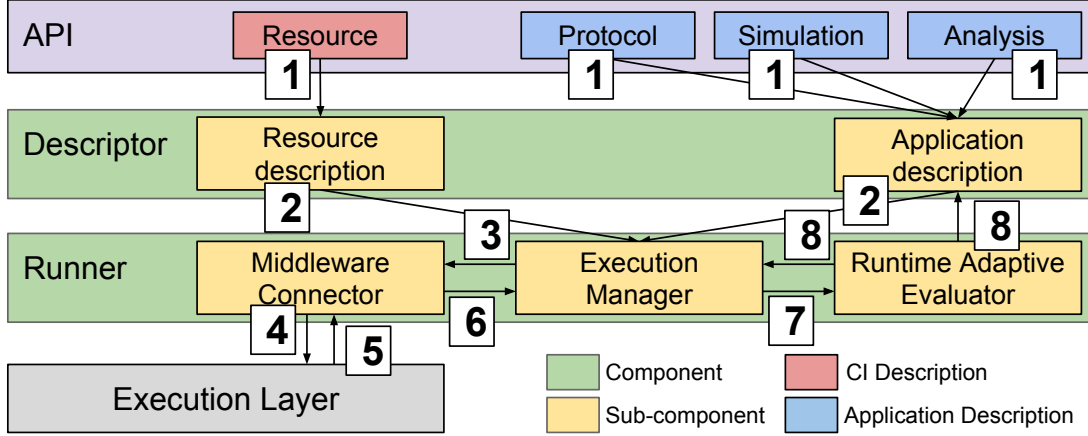 API
Resource
Protocol
Simulation
Analysis
1
1
1
1
Descriptor
Resource
description
Application
description
2
2
3
8
8
Runner
Middleware
Connector
Execution
Manager
Runtime Adaptive
Evaluator
4
5
6
7
Execution Layer
Component
CI Description
Sub-component
Application Description